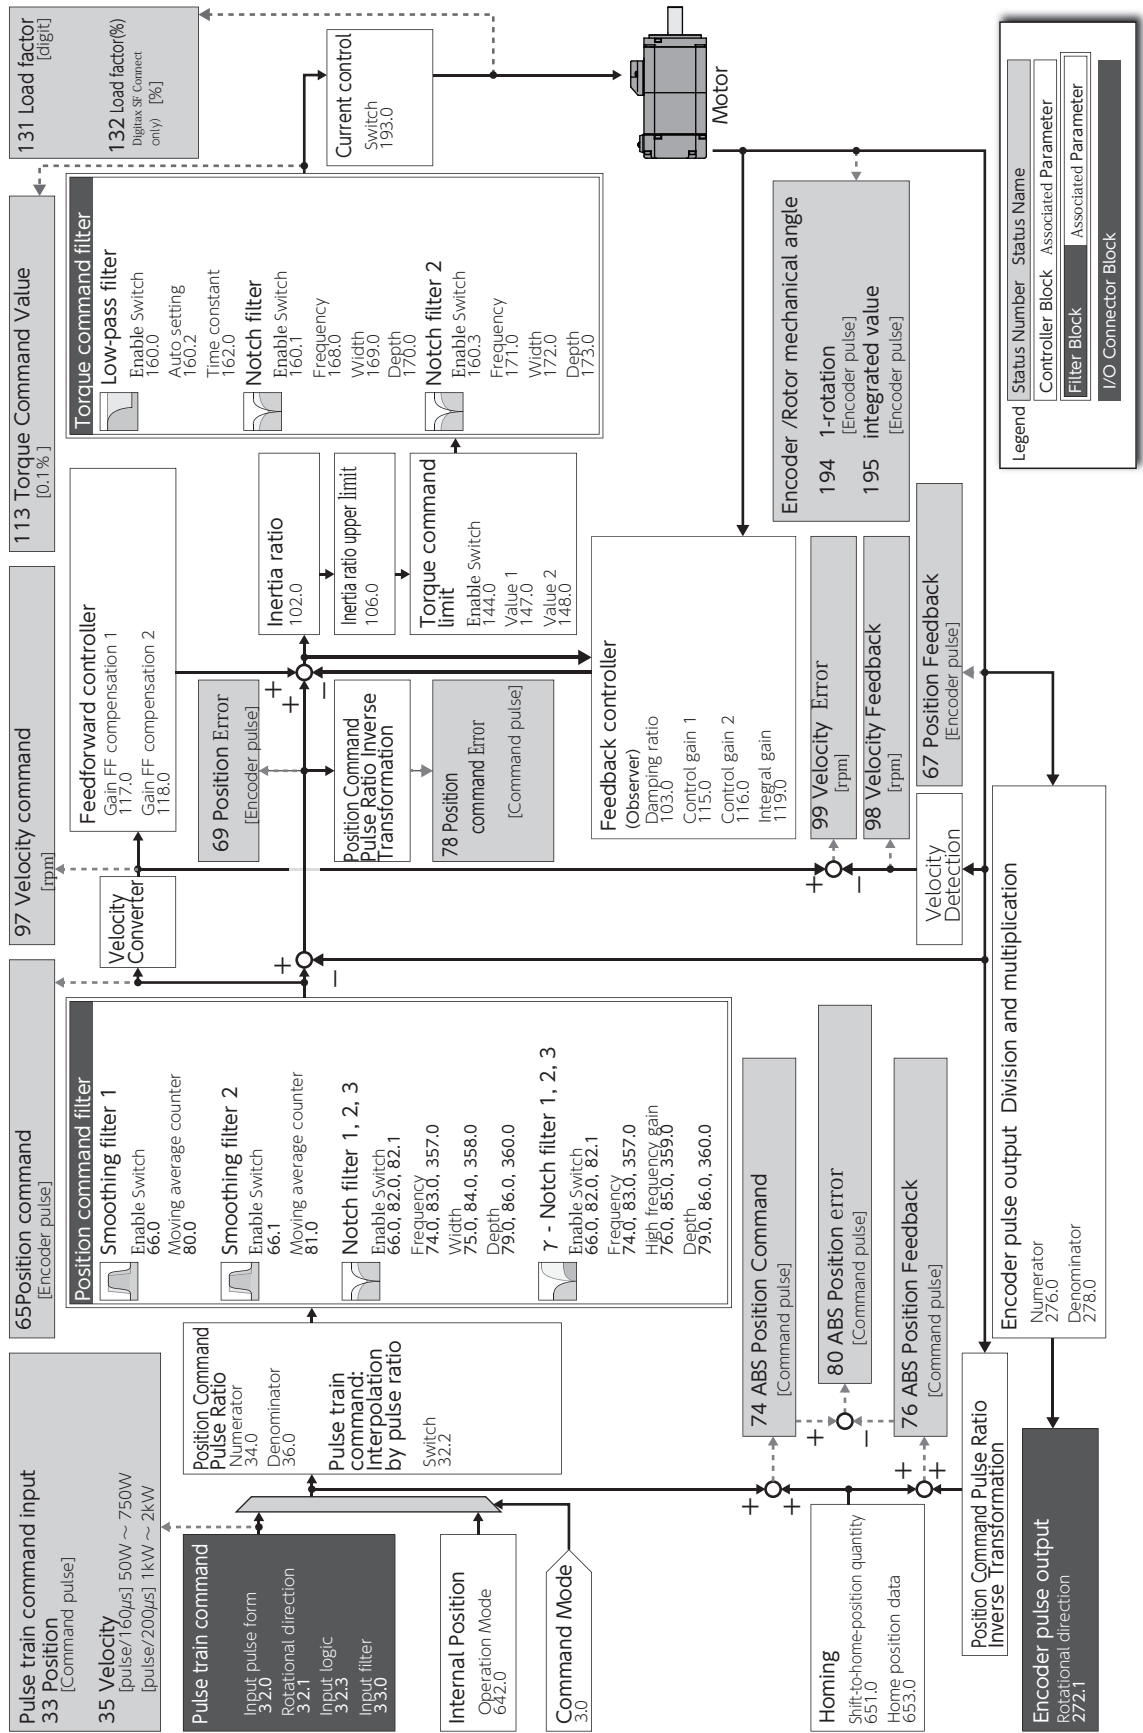 Pulse train command input
33 Position
[Command pulse]
35 Velocity
[pulse/160μs] 50W ～ 750W
[pulse/200μs] 1kW ～ 2kW
65Position command
[Encoder pulse]
97 Velocity command
[rpm]
113 Torque Command Value
[0.1% ]
131 Load factor
[digit]
132 Load factor(%)
Digitax SF Connect
only) [%]
Pulse train command
Input pulse form
32.0
Rotational direction
32.1
Input logic
32.3
Input filter
33.0
Internal Position
Operation Mode
642.0
Command Mode
3.0
Position Command
Pulse Ratio
Numerator
34.0
Denominator
36.0
Pulse train
command:
Interpolation
by pulse ratio
Switch
32.2
Position command filter
Smoothing filter 1
Enable Switch
66.0
Moving average counter
80.0
Smoothing filter 2
Enable Switch
66.1
Moving average counter
81.0
Notch filter 1, 2, 3
Enable Switch
66.0, 82.0, 82.1
Frequency
74.0, 83.0, 357.0
Width
75.0, 84.0, 358.0
Depth
79.0, 86.0, 360.0
γ - Notch filter 1, 2, 3
Enable Switch
66.0, 82.0, 82.1
Frequency
74.0, 83.0, 357.0
High frequency gain
76.0, 85.0, 359.0
Depth
79.0, 86.0, 360.0
Velocity
Converter
+
−
Feedforward controller
Gain FF compensation 1
117.0
Gain FF compensation 2
118.0
69 Position Error
[Encoder pulse]
Position Command
Pulse Ratio Inverse
Transformation
78 Position
command Error
[Command pulse]
+
+
−
Inertia ratio
102.0
Inertia ratio upper limit
106.0
Torque command
limit
Enable Switch
144.0
Value 1
147.0
Value 2
148.0
Torque command filter
Low-pass filter
Enable Switch
160.0
Auto setting
160.2
Time constant
162.0
Notch filter
Enable Switch
160.1
Frequency
168.0
Width
169.0
Depth
170.0
Notch filter 2
Enable Switch
160.3
Frequency
171.0
Width
172.0
Depth
173.0
Current control
Switch
193.0
Motor
Feedback controller
(Observer)
Damping ratio
103.0
Control gain 1
115.0
Control gain 2
116.0
Integral gain
119.0
Encoder /Rotor mechanical angle
194 1-rotation
[Encoder pulse]
195 integrated value
[Encoder pulse]
99 Velocity Error
[rpm]
98 Velocity Feedback
[rpm]
+
−
Velocity
Detection
67 Position Feedback
[Encoder pulse]
74 ABS Position Command
[Command pulse]
80 ABS Position error
[Command pulse]
76 ABS Position Feedback
[Command pulse]
+
+
+
−
+
+
Homing
Shift-to-home-position quantity
651.0
Home position data
653.0
Position Command Pulse Ratio
Inverse Transformation
Encoder pulse output Division and multiplication
Numerator
276.0
Denominator
278.0
Encoder pulse output
Rotational direction
272.1
Legend
Status Number Status Name
Controller Block Associated Parameter
Filter Block Associated Parameter
I/O Connector Block